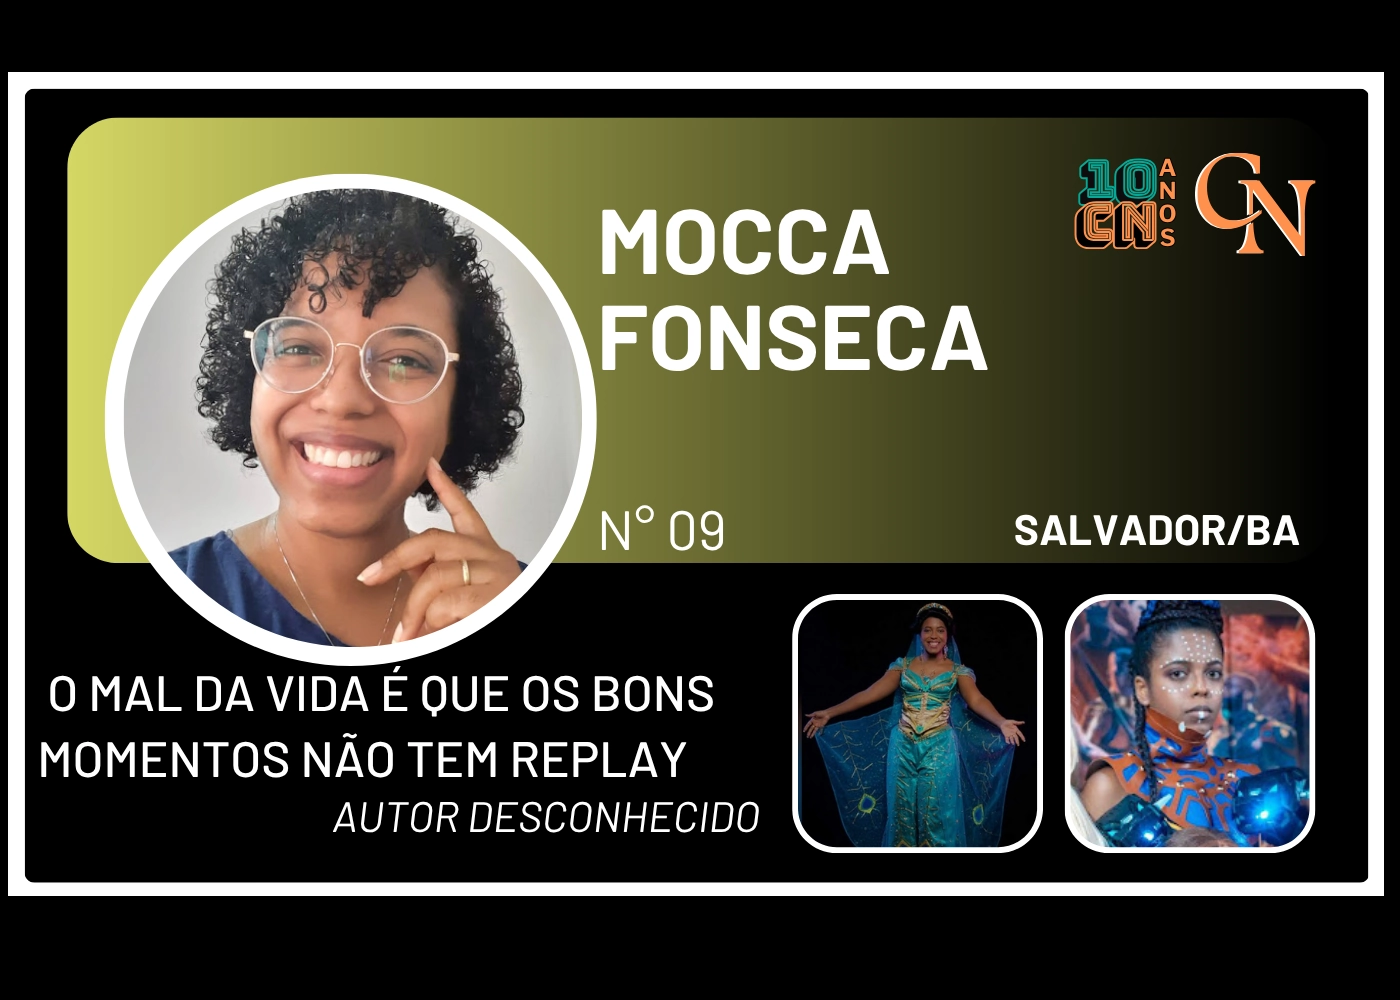 MOCCA
FONSECA
10 ANOS
CN
CN
N° 09
SALVADOR/BA
O MAL DA VIDA É QUE OS BONS
MOMENTOS NÃO TEM REPLAY
AUTOR DESCONHECIDO